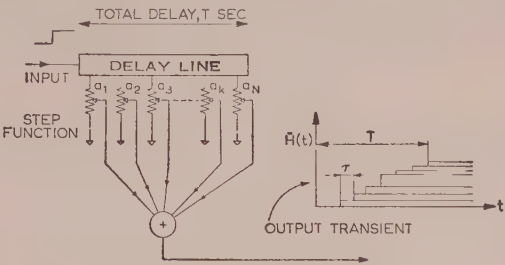 TOTAL DELAY, T SEC
DELAY LINE
INPUT
a1 a2 a3 ak aN
STEP
FUNCTION
H̄(t)
T
τ
t
OUTPUT TRANSIENT
+